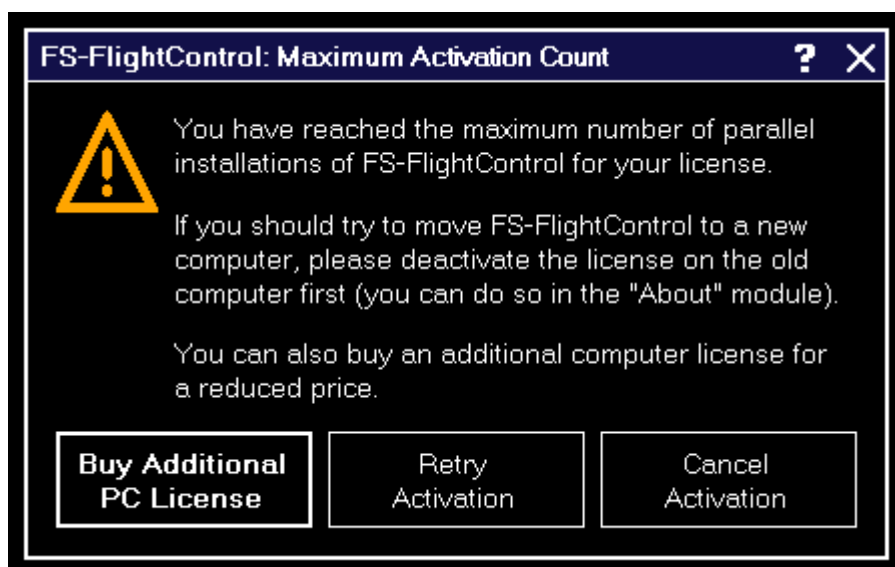 FS-FlightControl: Maximum Activation Count ? X
You have reached the maximum number of parallel
installations of FS-FlightControl for your license.
If you should try to move FS-FlightControl to a new
computer, please deactivate the license on the old
computer first (you can do so in the "About" module).
You can also buy an additional computer license for
a reduced price.
Buy Additional
PC License
Retry
Activation
Cancel
Activation